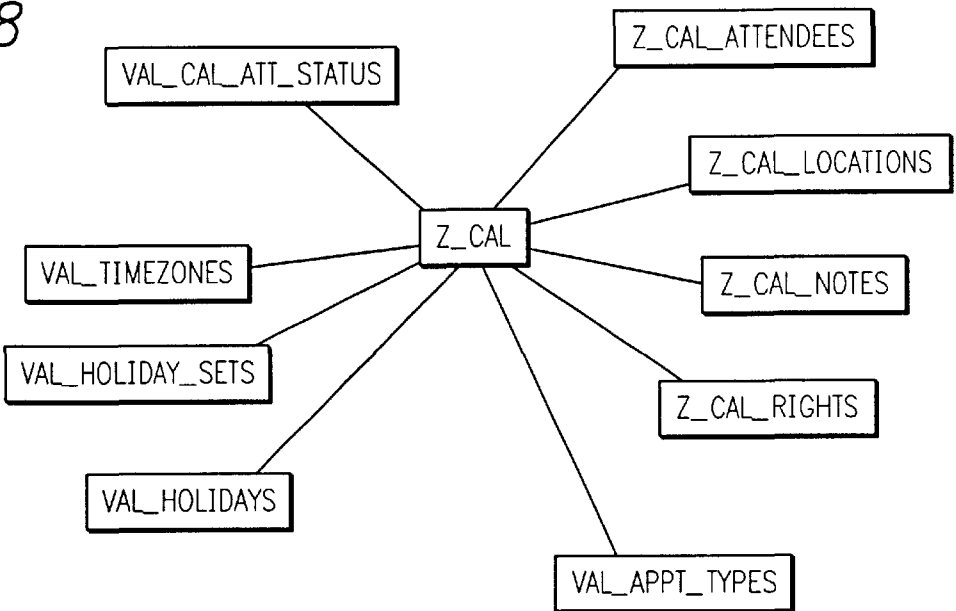 8
Z_CAL_ATTENDEES
VAL_CAL_ATT_STATUS
Z_CAL_LOCATIONS
Z_CAL
VAL_TIMEZONES
Z_CAL_NOTES
VAL_HOLIDAY_SETS
Z_CAL_RIGHTS
VAL_HOLIDAYS
VAL_APPT_TYPES